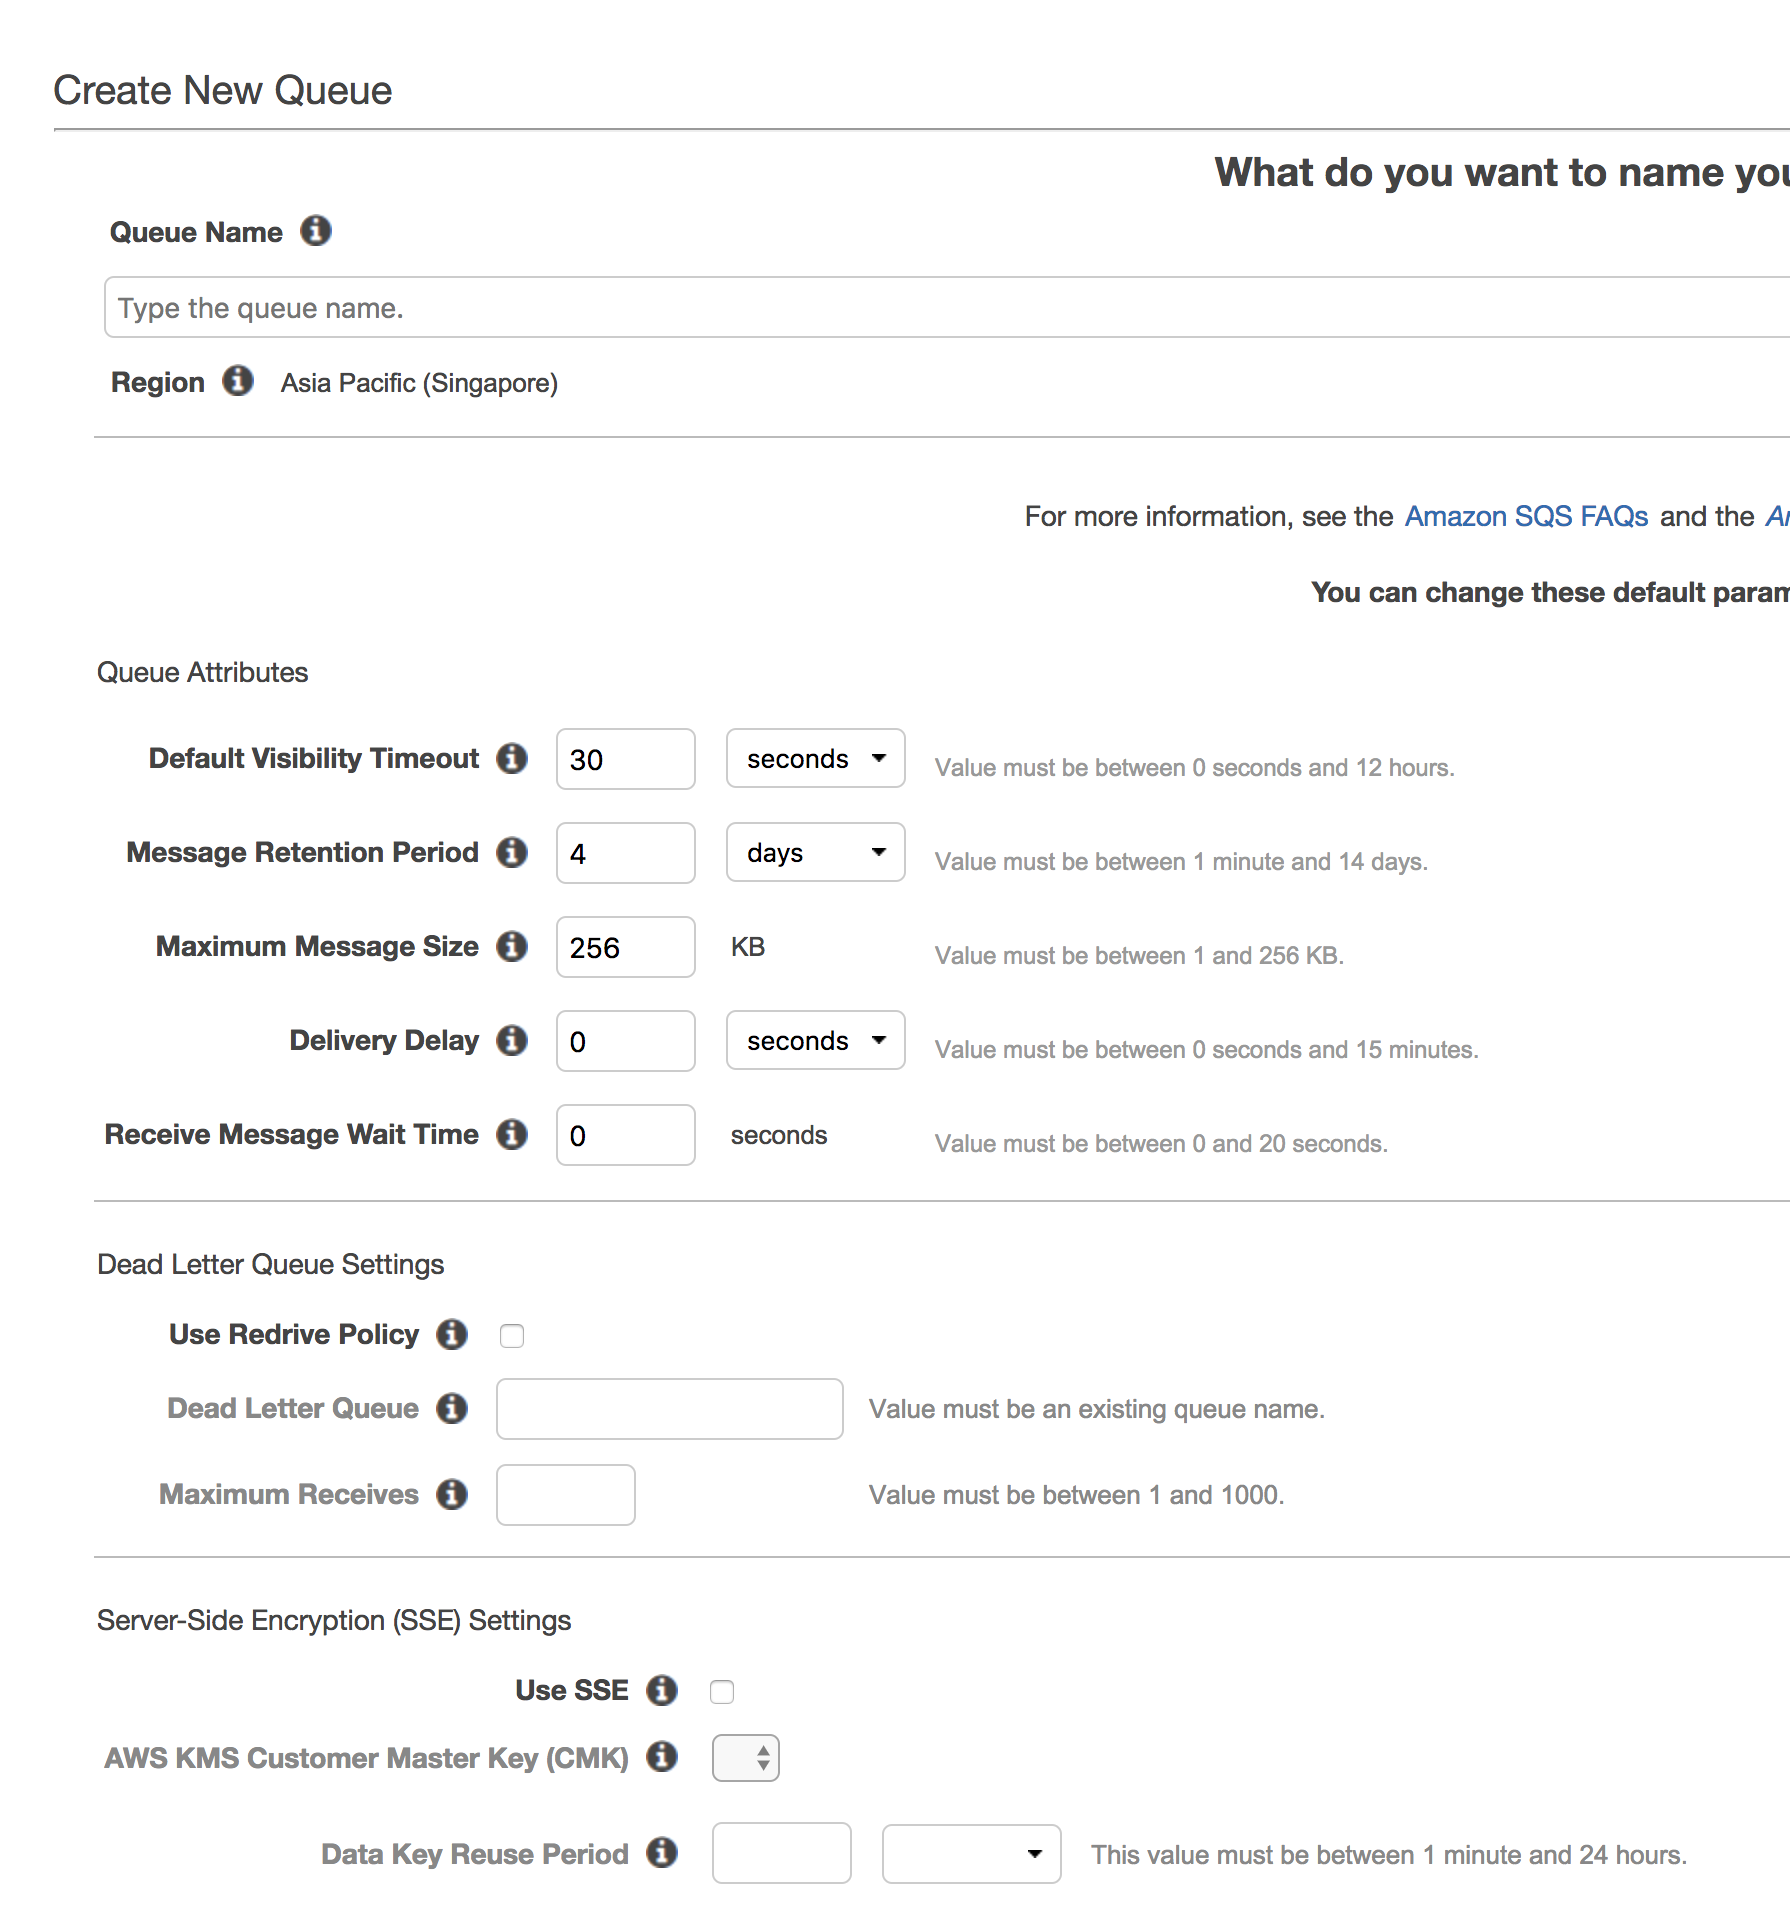 Create New Queue
What do you want to name you
Queue Name
Type the queue name.
Region Asia Pacific (Singapore)
For more information, see the Amazon SQS FAQs and the Am
You can change these default param
Queue Attributes
Default Visibility Timeout 30 seconds Value must be between 0 seconds and 12 hours.
Message Retention Period 4 days Value must be between 1 minute and 14 days.
Maximum Message Size 256 KB Value must be between 1 and 256 KB.
Delivery Delay 0 seconds Value must be between 0 seconds and 15 minutes.
Receive Message Wait Time 0 seconds Value must be between 0 and 20 seconds.
Dead Letter Queue Settings
Use Redrive Policy
Dead Letter Queue Value must be an existing queue name.
Maximum Receives Value must be between 1 and 1000.
Server-Side Encryption (SSE) Settings
Use SSE
AWS KMS Customer Master Key (CMK)
Data Key Reuse Period This value must be between 1 minute and 24 hours.